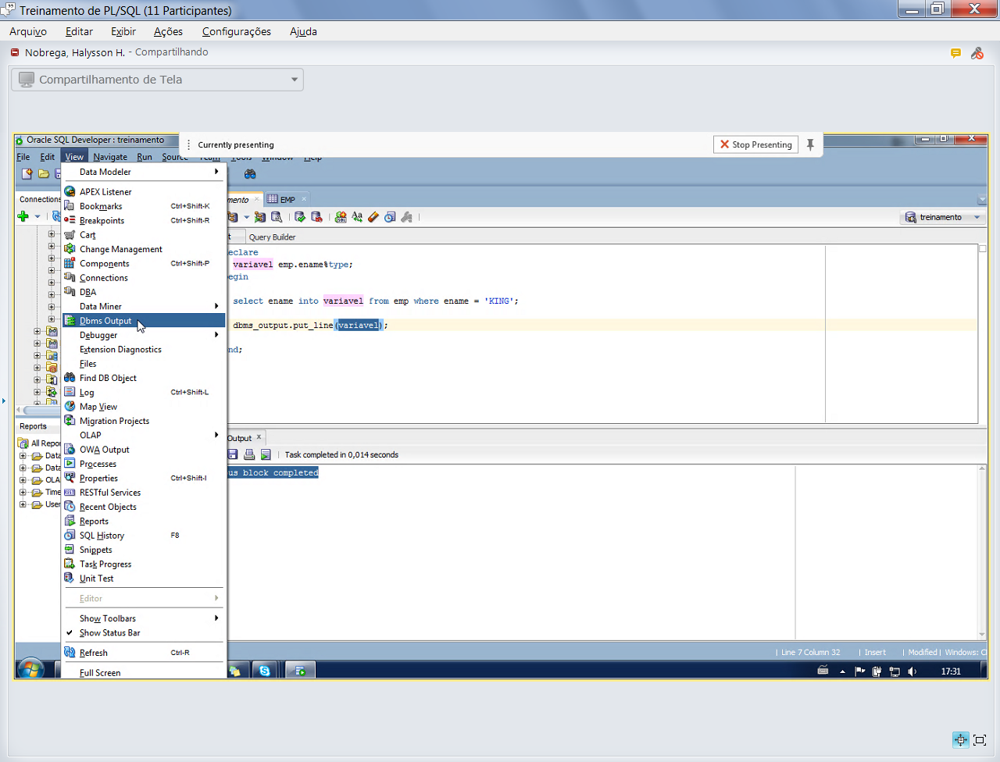 Treinamento de PL/SQL (11 Participantes)
Arquivo Editar Exibir Ações Configurações Ajuda
Nobrega, Halysson H. - Compartilhando
Compartilhamento de Tela
Oracle SQL Developer : treinamento
Currently presenting
Stop Presenting
File Edit View Navigate Run Source Team Tools Window Help
Data Modeler
APEX Listener
Bookmarks Ctrl+Shift-K
Breakpoints Ctrl+Shift-R
Cart
Change Management
Components Ctrl+Shift-P
Connections
DBA
Data Miner
Dbms Output
Debugger
Extension Diagnostics
Files
Find DB Object
Log Ctrl+Shift-L
Map View
Migration Projects
OLAP
OWA Output
Processes
Properties Ctrl+Shift-I
RESTful Services
Recent Objects
Reports
SQL History F8
Snippets
Task Progress
Unit Test
Editor
Show Toolbars
Show Status Bar
Refresh Ctrl-R
Full Screen
Connections
Reports
All Repor
Data
Data
OLA
Time
User
mento
EMP
treinamento
t
Query Builder
eclare
variavel emp.ename%type;
egin
select ename into variavel from emp where ename = 'KING';
dbms_output.put_line(variavel);
nd;
Output
Task completed in 0,014 seconds
us block completed
Line 7 Column 32
Insert
Modified
Windows: C
17:31